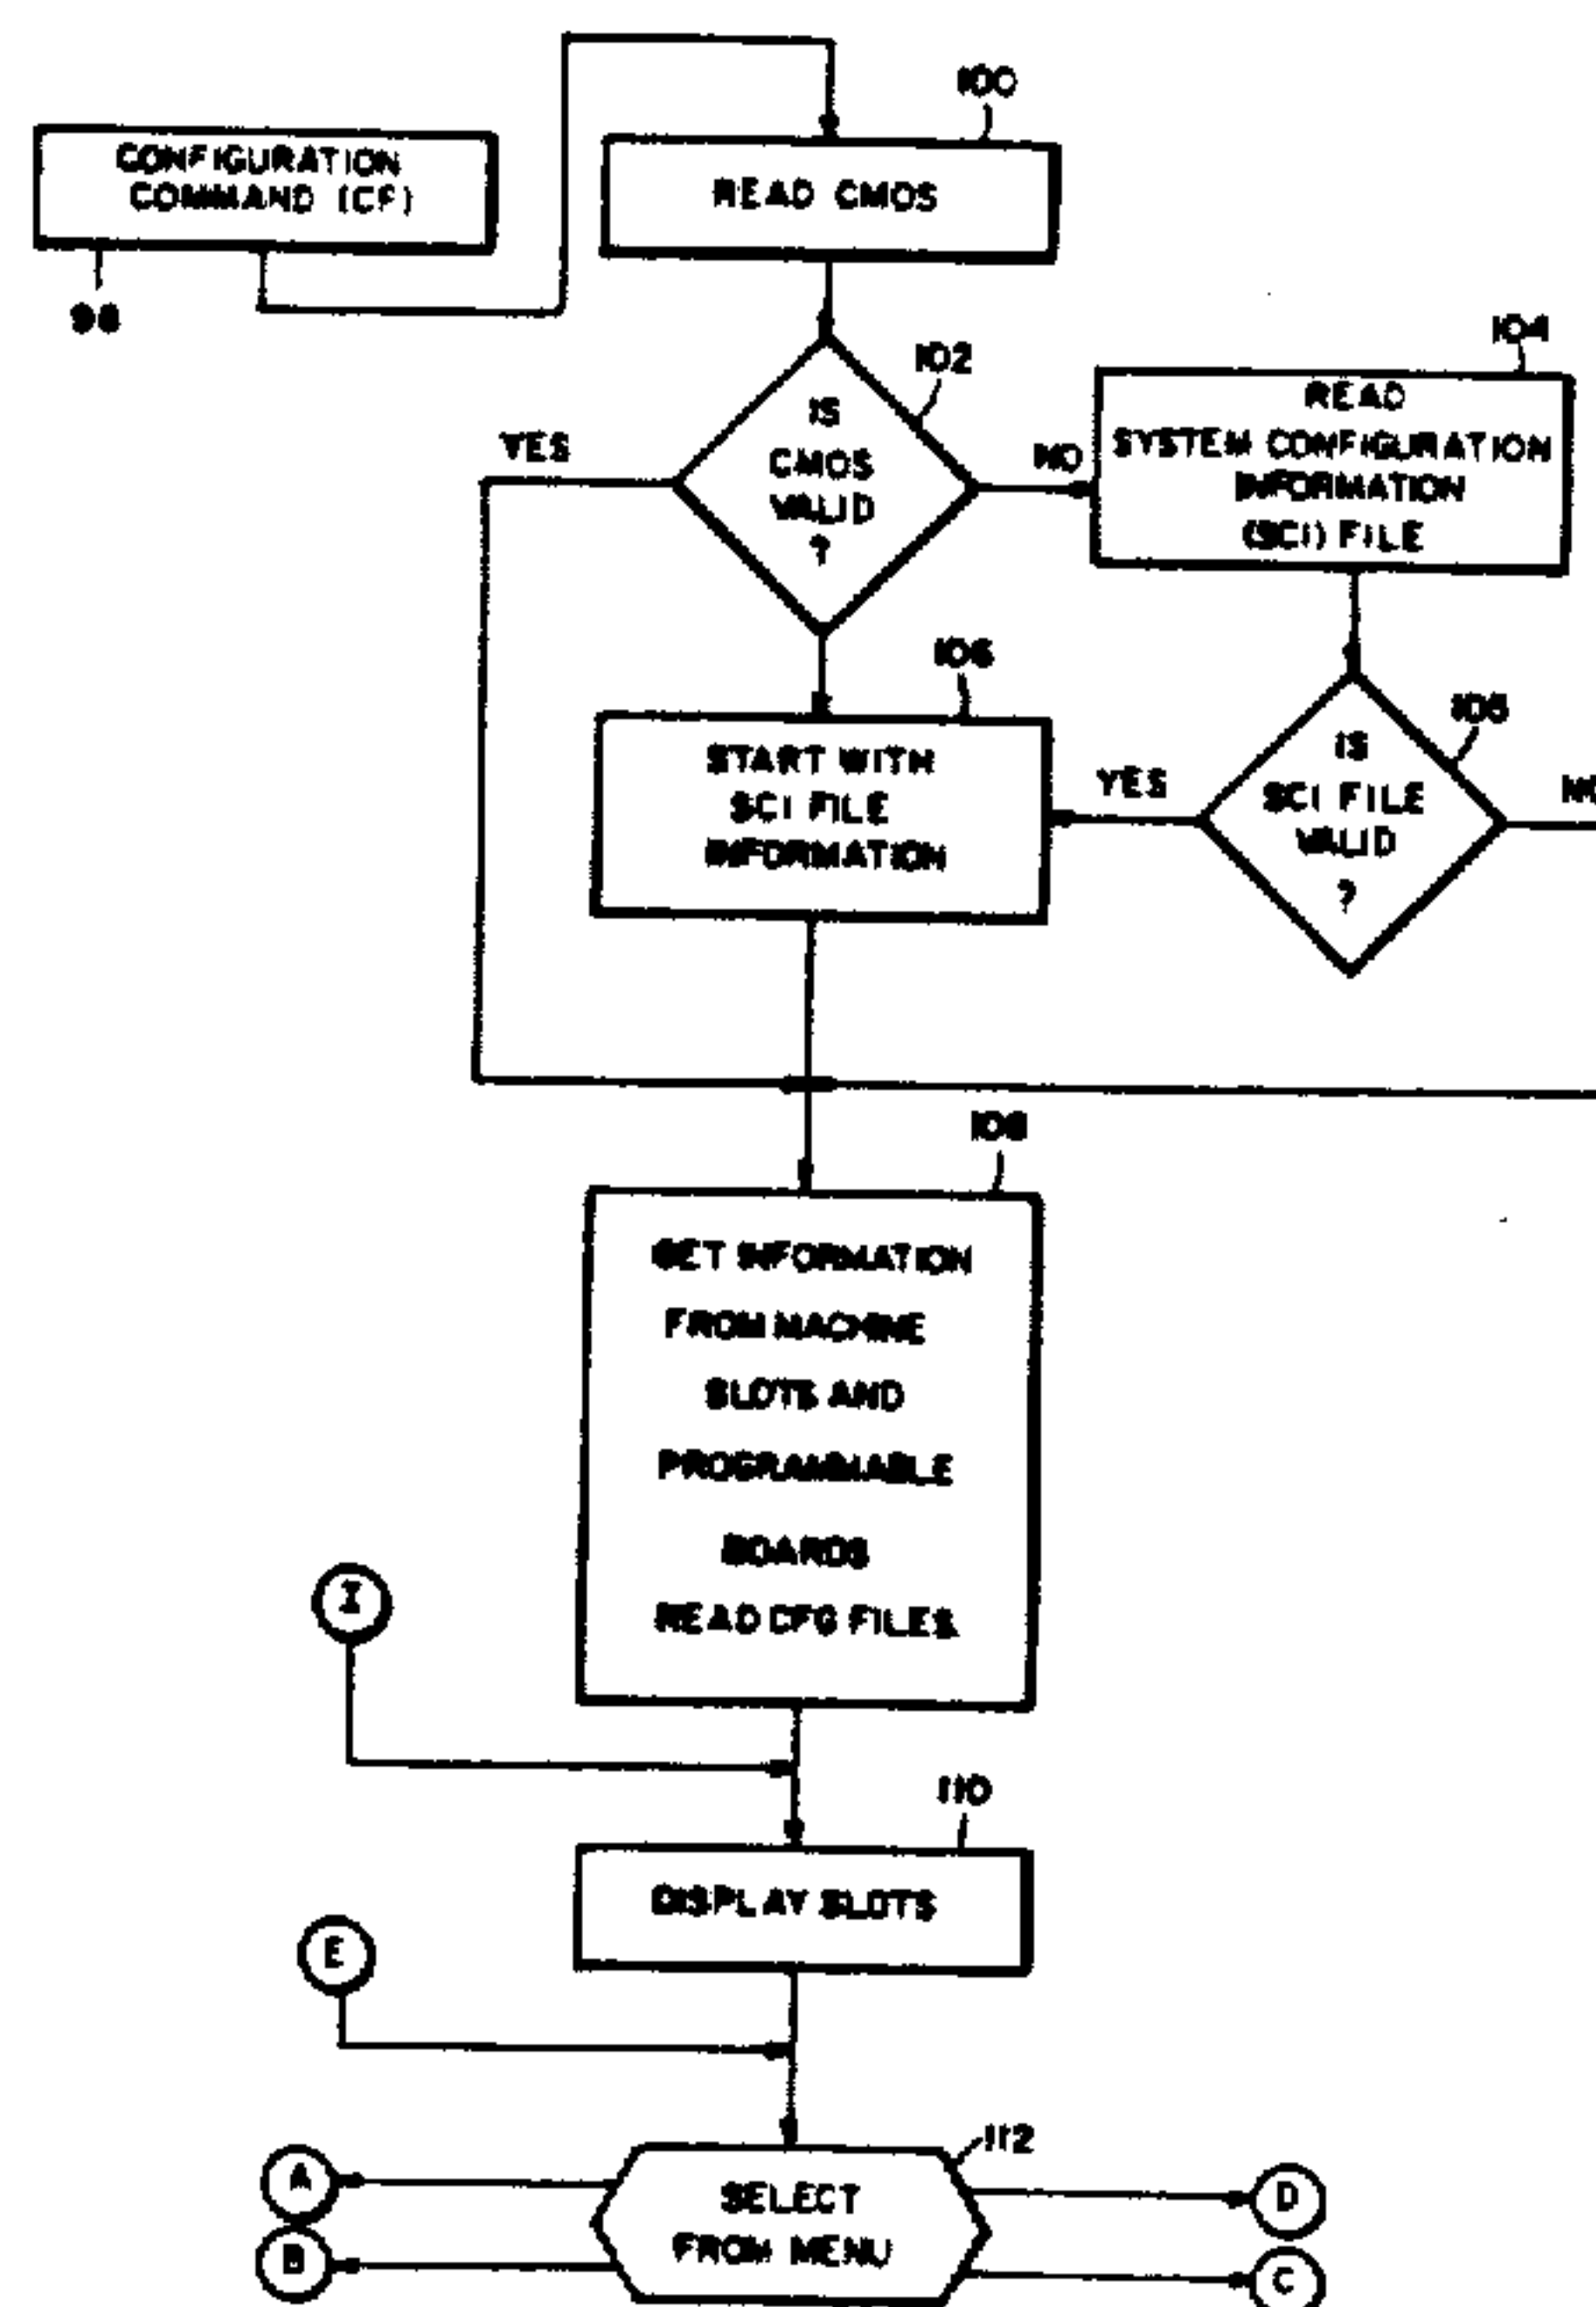 100
CONFIGURATION
COMMAND (CF)
READ CMOS
98
104
102
READ
IS
YES
SYSTEM CONFIGURATION
NO
CMOS
INFORMATION
VALID
(SCI) FILE
?
106
105
START WITH
IS
YES
SCI FILE
SCI FILE
INFORMATION
VALID
?
108
GET INFORMATION
FROM MACHINE
SLOTS AND
PROGRAMMABLE
BOARDS
READ CFG FILES
I
110
DISPLAY SLOTS
E
112
A
SELECT
D
FROM MENU
B
C